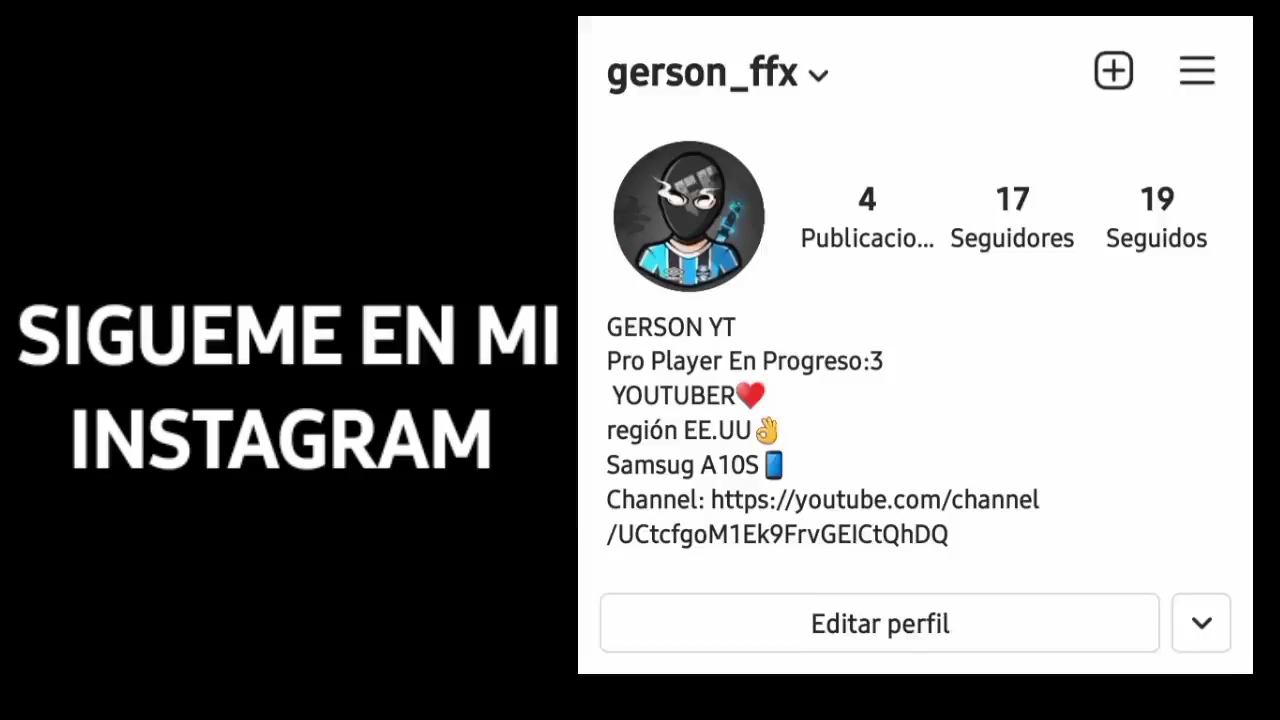 SIGUEME EN MI
INSTAGRAM
gerson_ffx
4
Publicacio...
17
Seguidores
19
Seguidos
GERSON YT
Pro Player En Progreso:3
YOUTUBER❤️
región EE.UU👌
Samsug A10S📱
Channel: https://youtube.com/channel
/UCtcfgoM1Ek9FrvGEICtQhDQ
Editar perfil